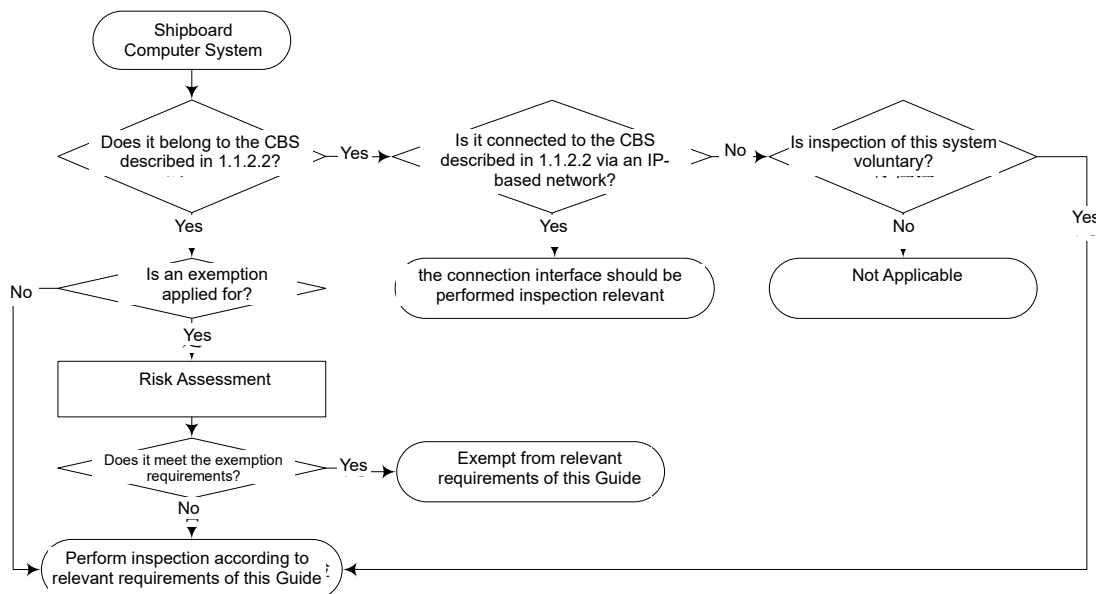 Shipboard
Computer System
Does it belong to the CBS
described in 1.1.2.2?
Yes
Is it connected to the CBS
described in 1.1.2.2 via an IP-
based network?
No
Is inspection of this system
voluntary?
Yes
Yes
Yes
No
Is an exemption
applied for?
No
the connection interface should be
performed inspection relevant
Not Applicable
Yes
Risk Assessment
Does it meet the exemption
requirements?
Yes
Exempt from relevant
requirements of this Guide
No
Perform inspection according to
relevant requirements of this Guide